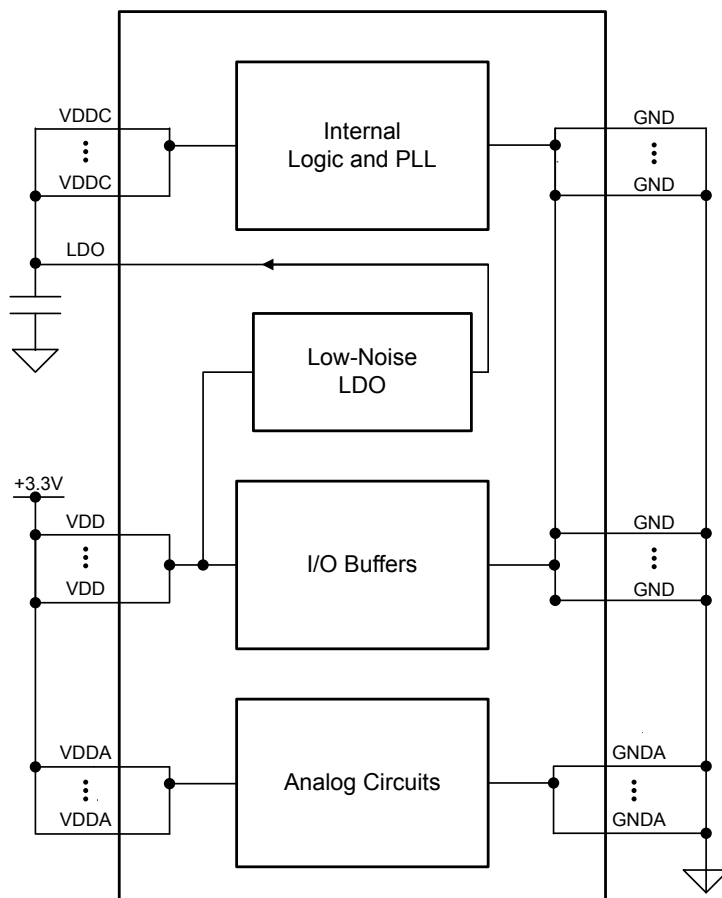 VDDC
GND
Internal
Logic and PLL
VDDC
GND
LDO
Low-Noise
LDO
+3.3V
VDD
GND
I/O Buffers
VDD
GND
VDDA
GNDA
Analog Circuits
VDDA
GNDA